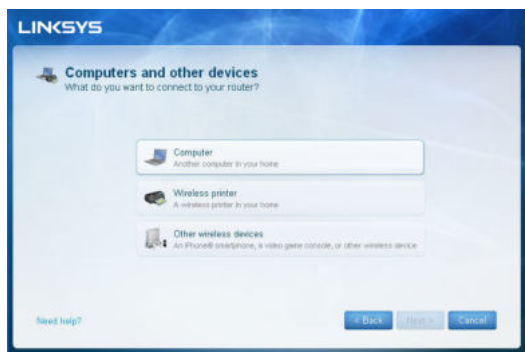 LINKSYS
Computers and other devices
What do you want to connect to your router?
Computer
Another computer in your home
Wireless printer
A wireless printer in your home
Other wireless devices
An iPhone® smartphone, a video game console, or other wireless device
Need help?
< Back
Next >
Cancel